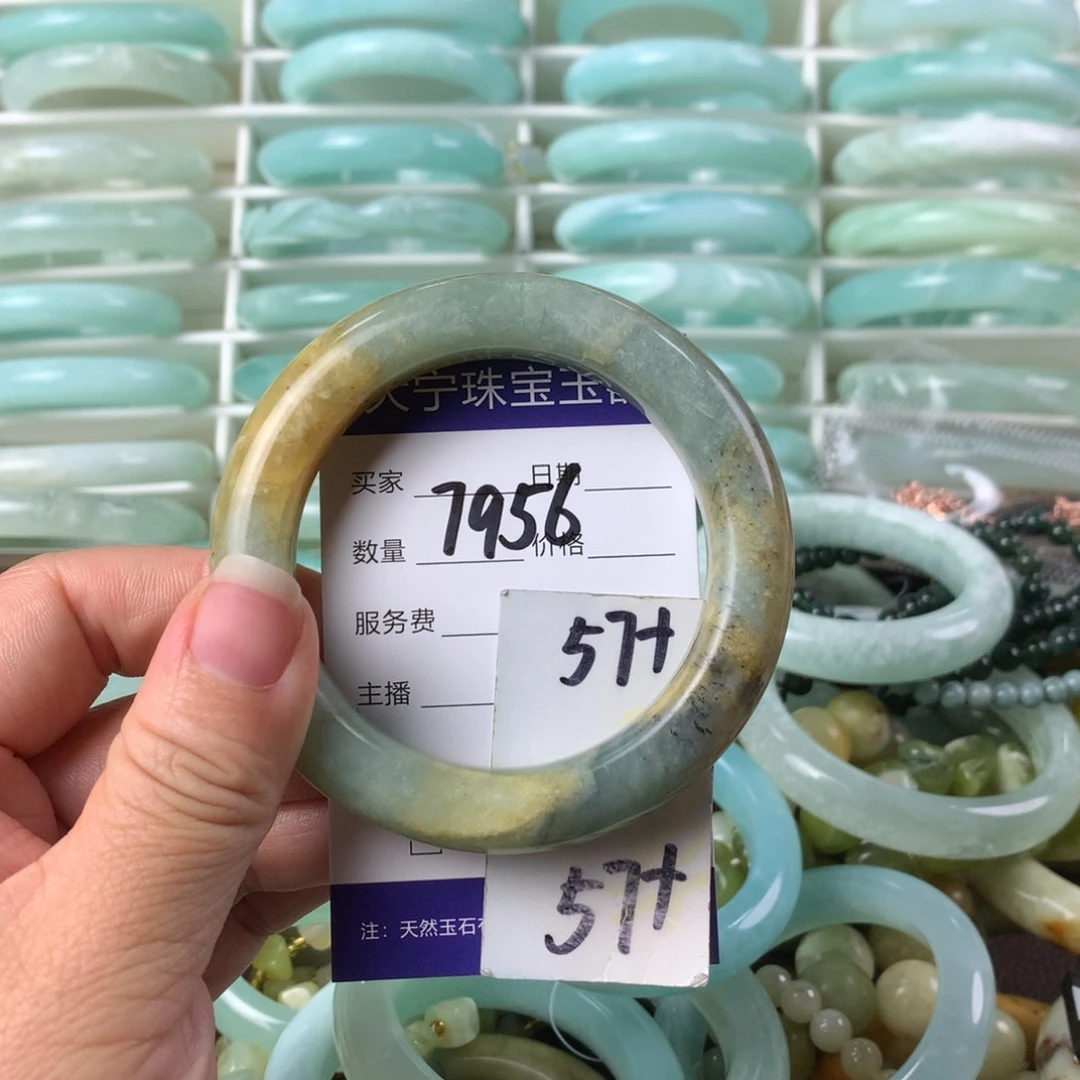 宁珠宝玉
买家 日期
7956
数量 价格
服务费
57+
主播
57+
注：天然玉石